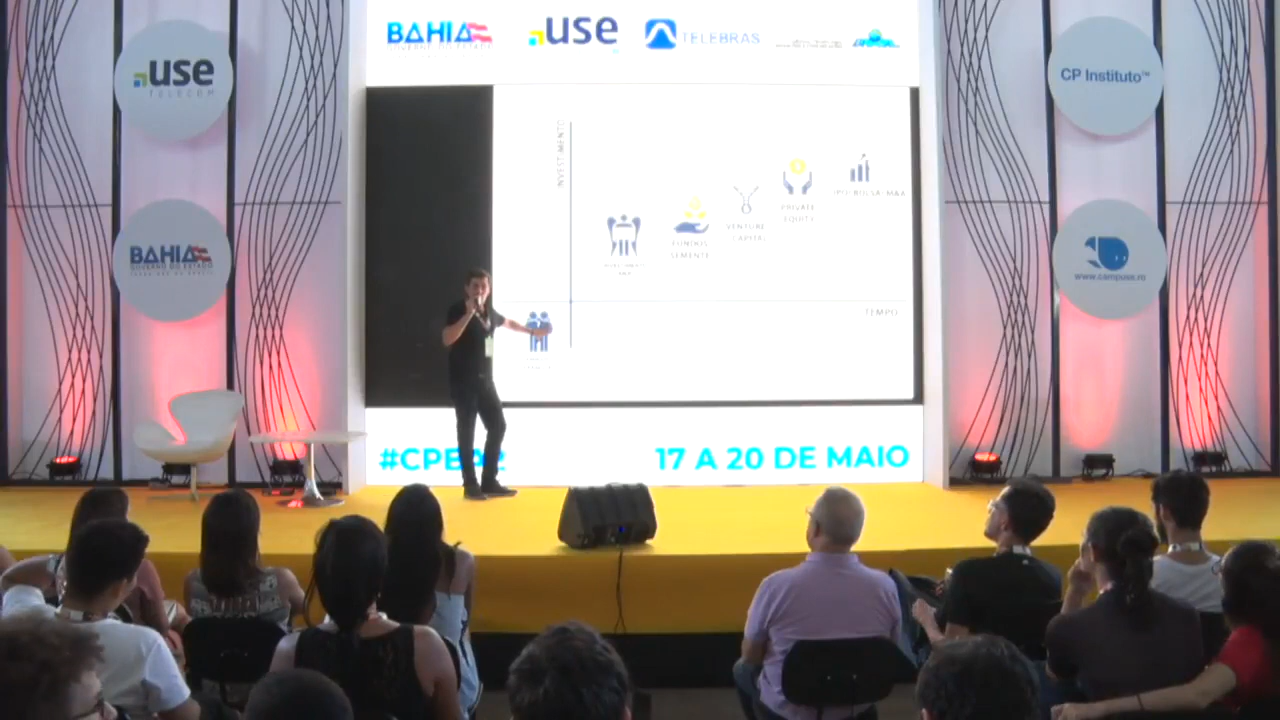 BAHIA
GOVERNO DO ESTADO
.USE
TELEBRAS
USE
TELECOM
CP Instituto™
INVESTIMENTO
IPO/BOLSA/M&A
PRIVATE
EQUITY
VENTURE
CAPITAL
FUNDOS
SEMENTE
BAHIA
GOVERNO DO ESTADO
www.campuse.ro
TEMPO
#CPBA2
17 A 20 DE MAIO